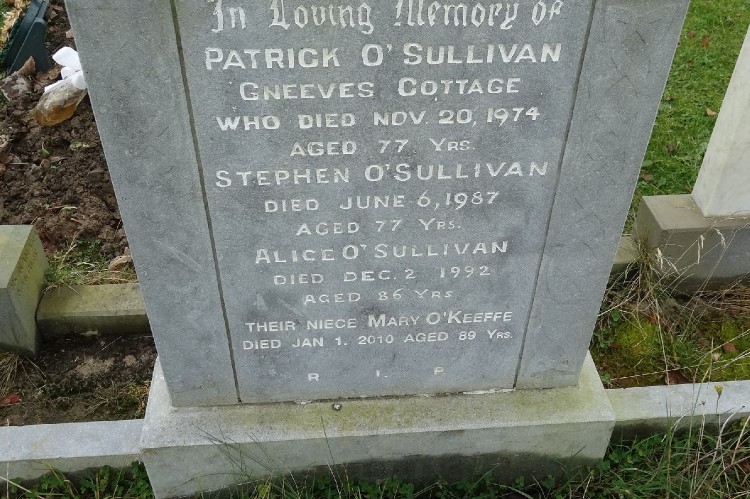 In Loving Memory of
PATRICK O'SULLIVAN
GNEEVES COTTAGE
WHO DIED NOV. 20, 1974
AGED 77 YRS.
STEPHEN O'SULLIVAN
DIED JUNE 6, 1987
AGED 77 YRS.
ALICE O'SULLIVAN
DIED DEC. 2 1992
AGED 86 YRS
THEIR NIECE MARY O'KEEFFE
DIED JAN 1. 2010 AGED 89 YRS.
R. I. P.